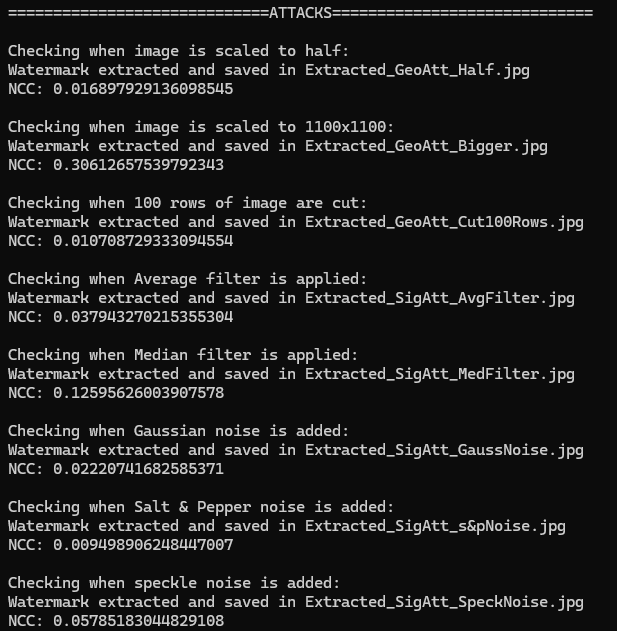 =============================ATTACKS=============================
Checking when image is scaled to half:
Watermark extracted and saved in Extracted_GeoAtt_Half.jpg
NCC: 0.016897929136098545
Checking when image is scaled to 1100x1100:
Watermark extracted and saved in Extracted_GeoAtt_Bigger.jpg
NCC: 0.30612657539792343
Checking when 100 rows of image are cut:
Watermark extracted and saved in Extracted_GeoAtt_Cut100Rows.jpg
NCC: 0.010708729333094554
Checking when Average filter is applied:
Watermark extracted and saved in Extracted_SigAtt_AvgFilter.jpg
NCC: 0.037943270215355304
Checking when Median filter is applied:
Watermark extracted and saved in Extracted_SigAtt_MedFilter.jpg
NCC: 0.12595626003907578
Checking when Gaussian noise is added:
Watermark extracted and saved in Extracted_SigAtt_GaussNoise.jpg
NCC: 0.02220741682585371
Checking when Salt & Pepper noise is added:
Watermark extracted and saved in Extracted_SigAtt_s&pNoise.jpg
NCC: 0.009498906248447007
Checking when speckle noise is added:
Watermark extracted and saved in Extracted_SigAtt_SpeckNoise.jpg
NCC: 0.05785183044829108